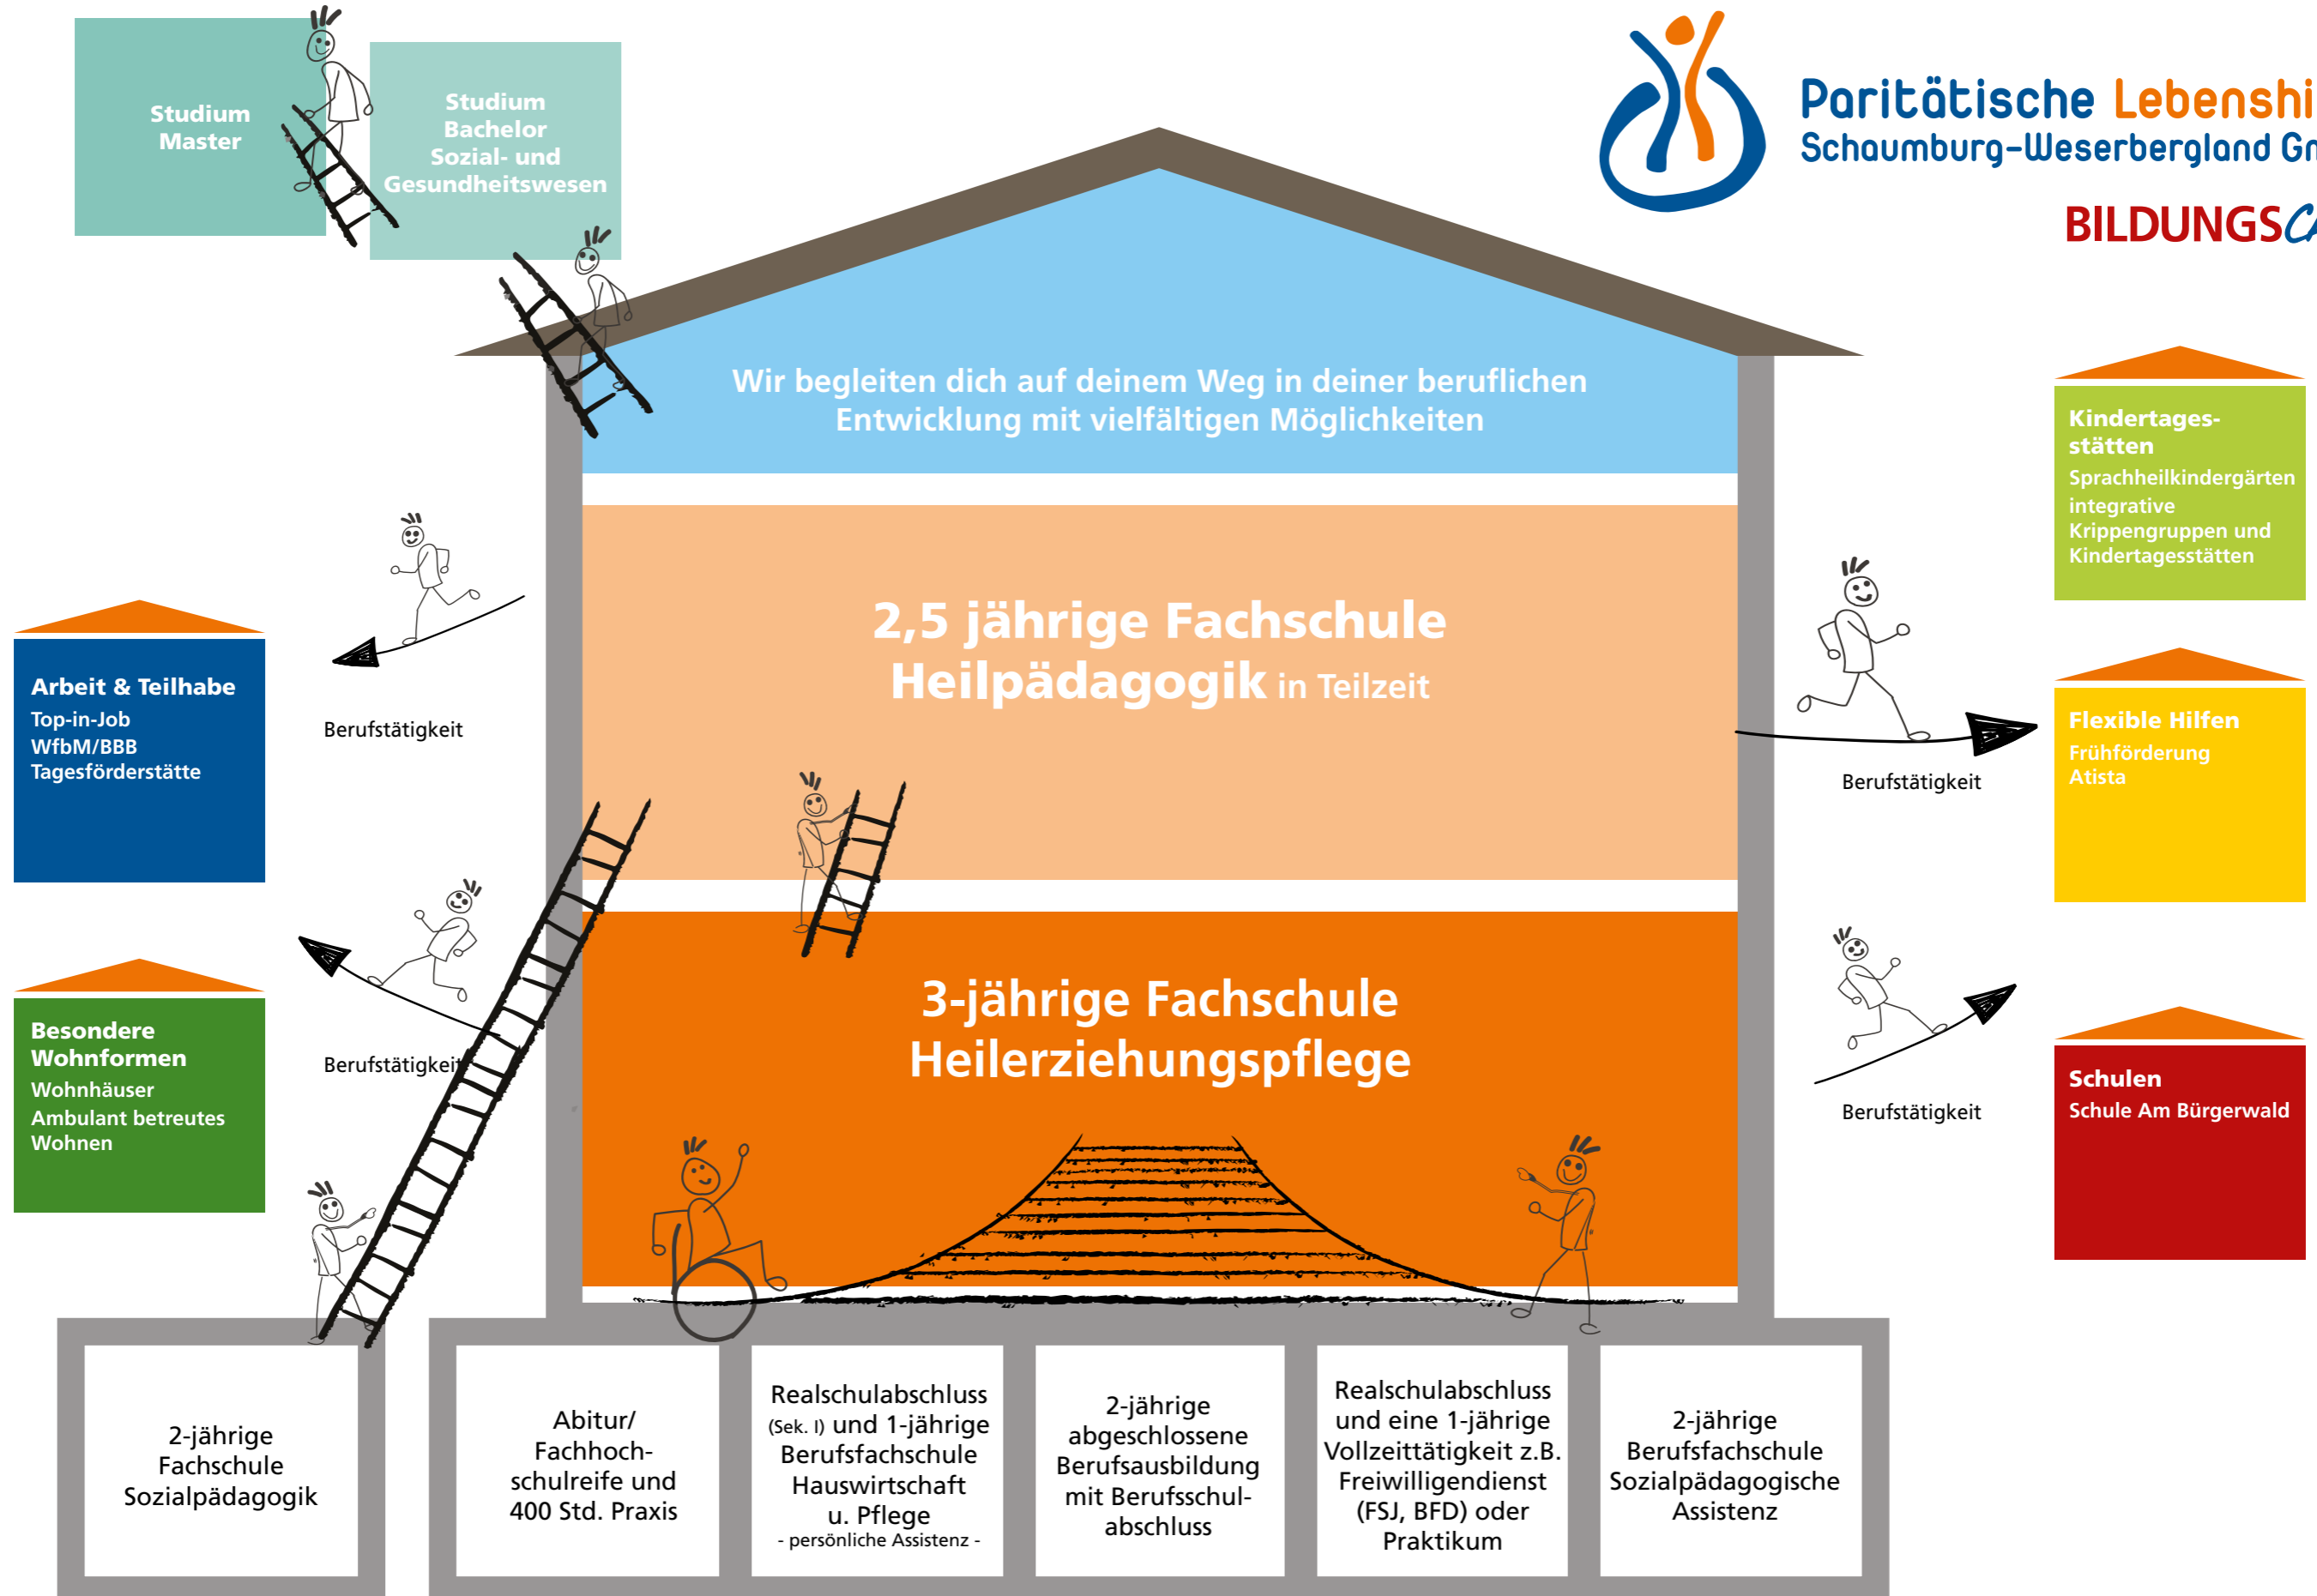 Studium
Master
Studium
Bachelor
Sozial- und
Gesundheitswesen
Paritätische Lebenshi
Schaumburg-Weserbergland Gm
BILDUNGSCA
Wir begleiten dich auf deinem Weg in deiner beruflichen
Entwicklung mit vielfältigen Möglichkeiten
2,5 jährige Fachschule
Heilpädagogik in Teilzeit
3-jährige Fachschule
Heilerziehungspflege
Arbeit & Teilhabe
Top-in-Job
WfbM/BBB
Tagesförderstätte
Berufstätigkeit
Besondere
Wohnformen
Wohnhäuser
Ambulant betreutes
Wohnen
Berufstätigkeit
Kindertages-
stätten
Sprachheilkindergärten
integrative
Krippengruppen und
Kindertagesstätten
Berufstätigkeit
Flexible Hilfen
Frühförderung
Atista
Berufstätigkeit
Schulen
Schule Am Bürgerwald
2-jährige
Fachschule
Sozialpädagogik
Abitur/
Fachhoch-
schulreife und
400 Std. Praxis
Realschulabschluss
(Sek. I) und 1-jährige
Berufsfachschule
Hauswirtschaft
u. Pflege
- persönliche Assistenz -
2-jährige
abgeschlossene
Berufsausbildung
mit Berufsschul-
abschluss
Realschulabschluss
und eine 1-jährige
Vollzeittätigkeit z.B.
Freiwilligendienst
(FSJ, BFD) oder
Praktikum
2-jährige
Berufsfachschule
Sozialpädagogische
Assistenz